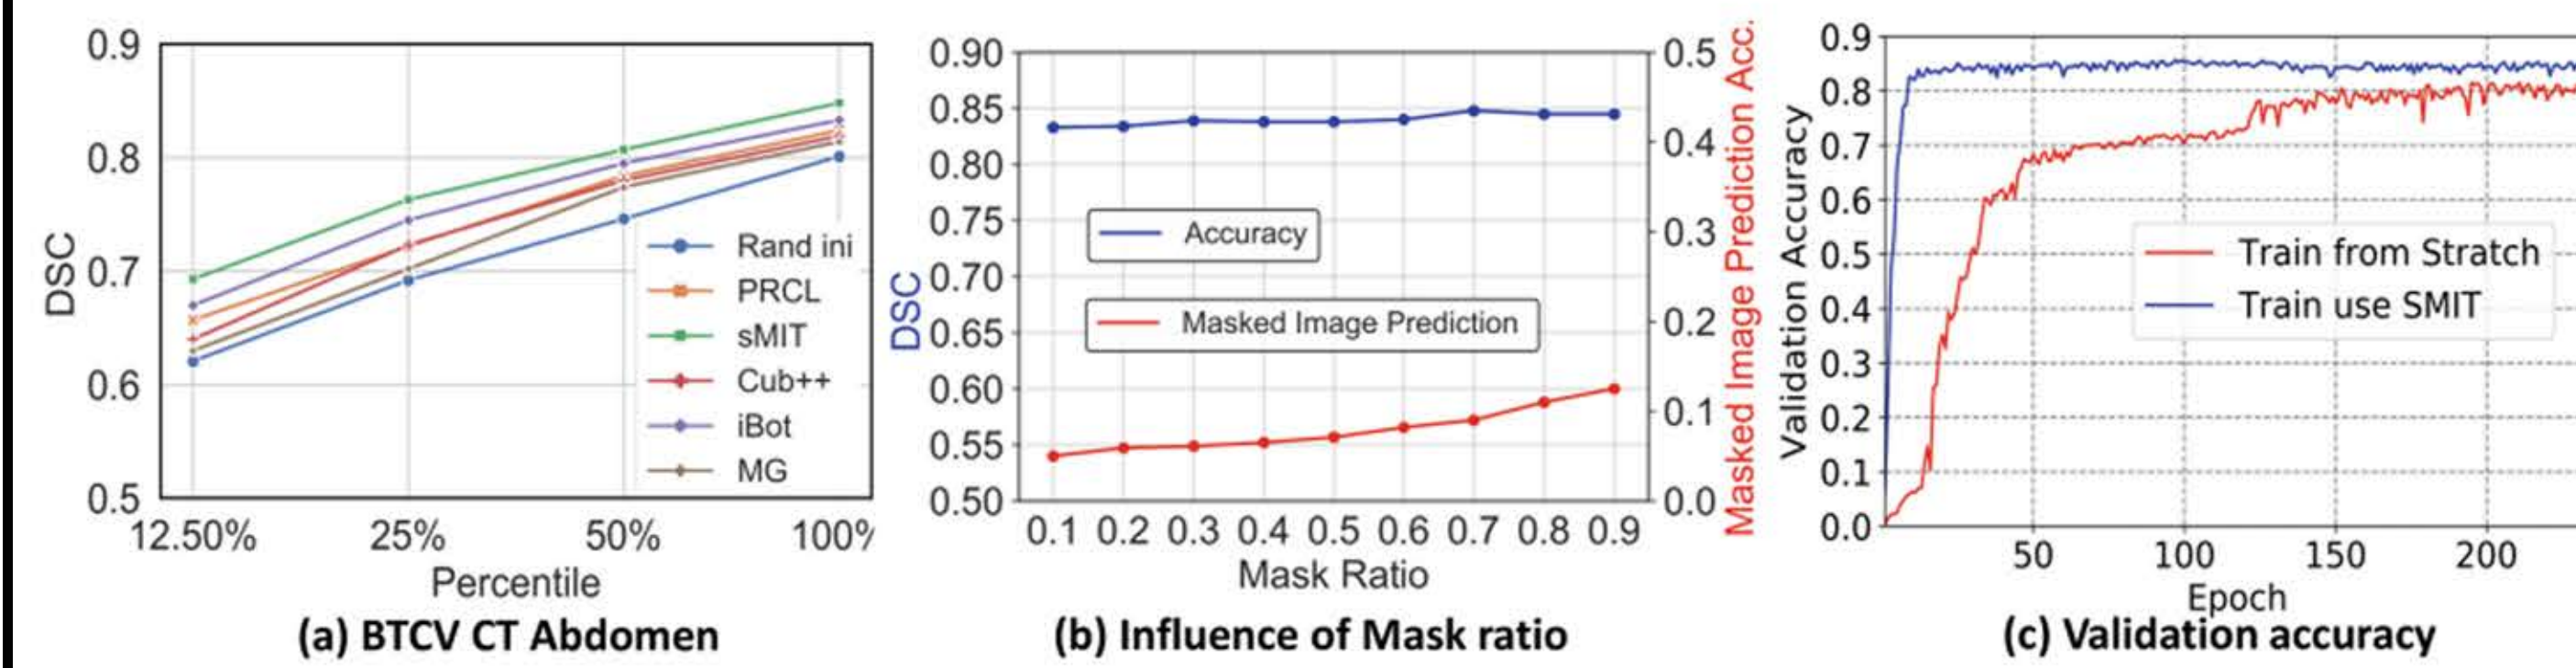 0.9
0.8
0.7
0.6
0.5
DSC
12.50% 25% 50% 100%
Percentile
Rand ini
PRCL
sMIT
Cub++
iBot
MG
(a) BTCV CT Abdomen
0.90
0.85
0.80
0.75
0.70
0.65
0.60
0.55
0.50
DSC
Accuracy
Masked Image Prediction
0.5
0.4
0.3
0.2
0.1
0.0
Masked Image Prediction Acc.
0.1 0.2 0.3 0.4 0.5 0.6 0.7 0.8 0.9
Mask Ratio
(b) Influence of Mask ratio
0.9
0.8
0.7
0.6
0.5
0.4
0.3
0.2
0.1
0.0
Validation Accuracy
Train from Stratch
Train use SMIT
50 100 150 200
Epoch
(c) Validation accuracy